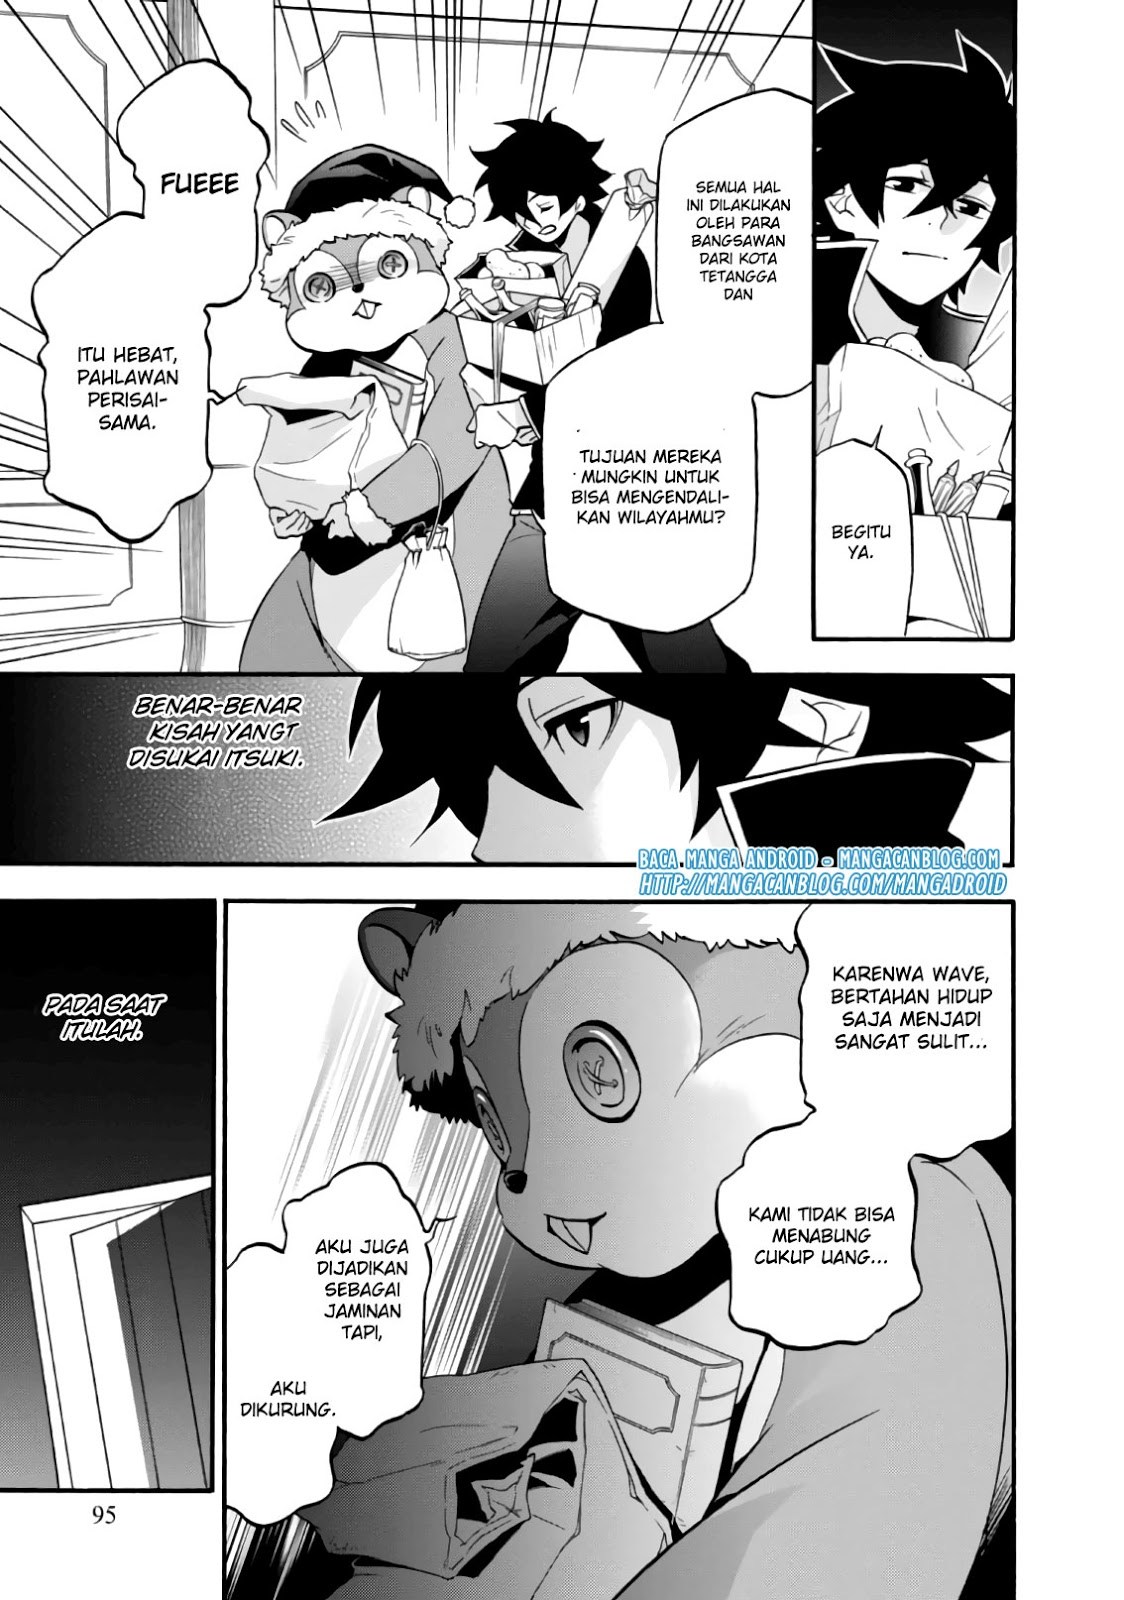 BEGITU
YA.
SEMUA HAL
INI DILAKUKAN
OLEH PARA
BANGSAWAN
DARI KOTA
TETANGGA
DAN
TUJUAN MEREKA
MUNGKIN UNTUK
BISA MENGENDALI-
KAN WILAYAHMU?
FUEEE
ITU HEBAT,
PAHLAWAN
PERISAI-
SAMA.
BENAR-BENAR
KISAH YANGT
DISUKAI ITSUKI.
BACA MANGA ANDROID - MANGACANBLOG.COM
HTTP://MANGACANBLOG.COM/MANGADROID
KARENWA WAVE,
BERTAHAN HIDUP
SAJA MENJADI
SANGAT SULIT...
KAMI TIDAK BISA
MENABUNG
CUKUP UANG...
AKU JUGA
DIJADIKAN
SEBAGAI
JAMINAN
TAPI,
AKU
DIKURUNG.
PADA SAAT
ITULAH.
95